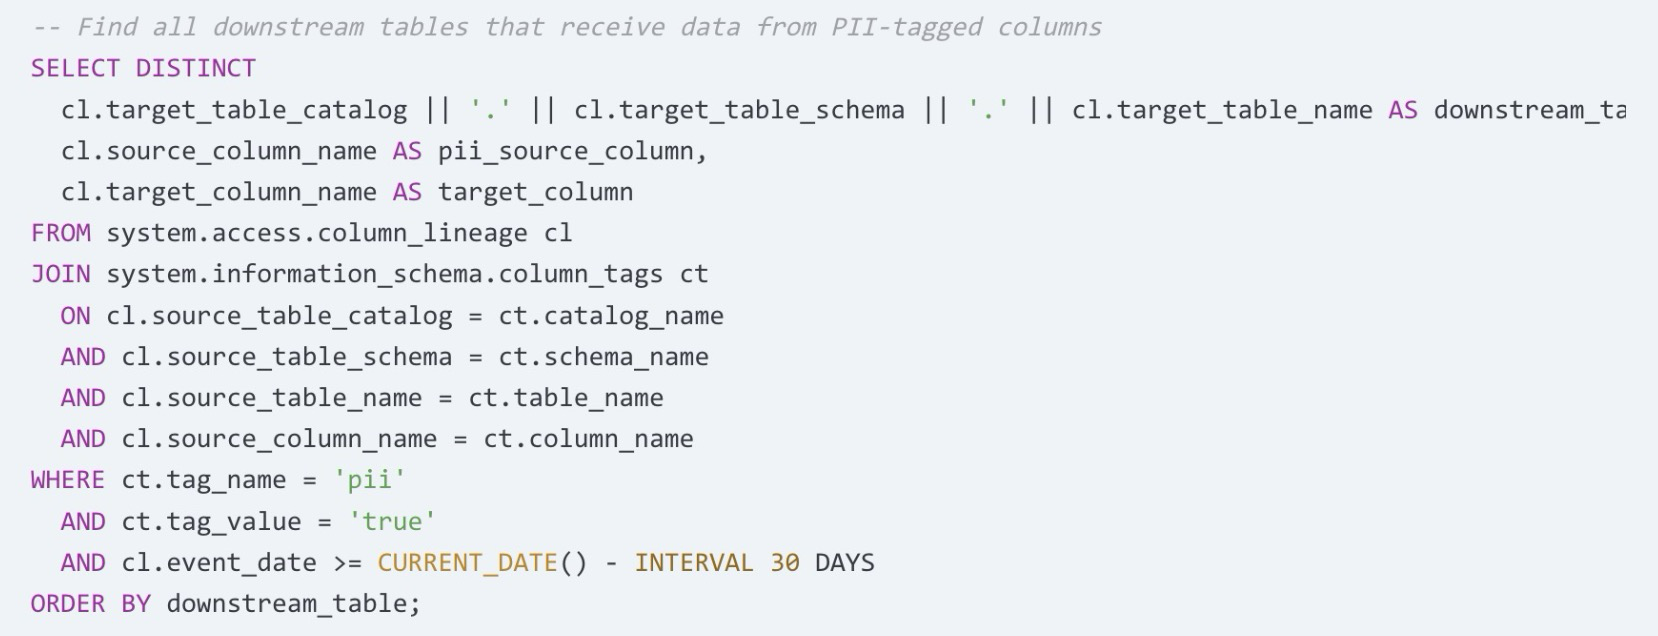 -- Find all downstream tables that receive data from PII-tagged columns
SELECT DISTINCT
  cl.target_table_catalog || '.' || cl.target_table_schema || '.' || cl.target_table_name AS downstream_ta
  cl.source_column_name AS pii_source_column,
  cl.target_column_name AS target_column
FROM system.access.column_lineage cl
JOIN system.information_schema.column_tags ct
  ON cl.source_table_catalog = ct.catalog_name
  AND cl.source_table_schema = ct.schema_name
  AND cl.source_table_name = ct.table_name
  AND cl.source_column_name = ct.column_name
WHERE ct.tag_name = 'pii'
  AND ct.tag_value = 'true'
  AND cl.event_date >= CURRENT_DATE() - INTERVAL 30 DAYS
ORDER BY downstream_table;